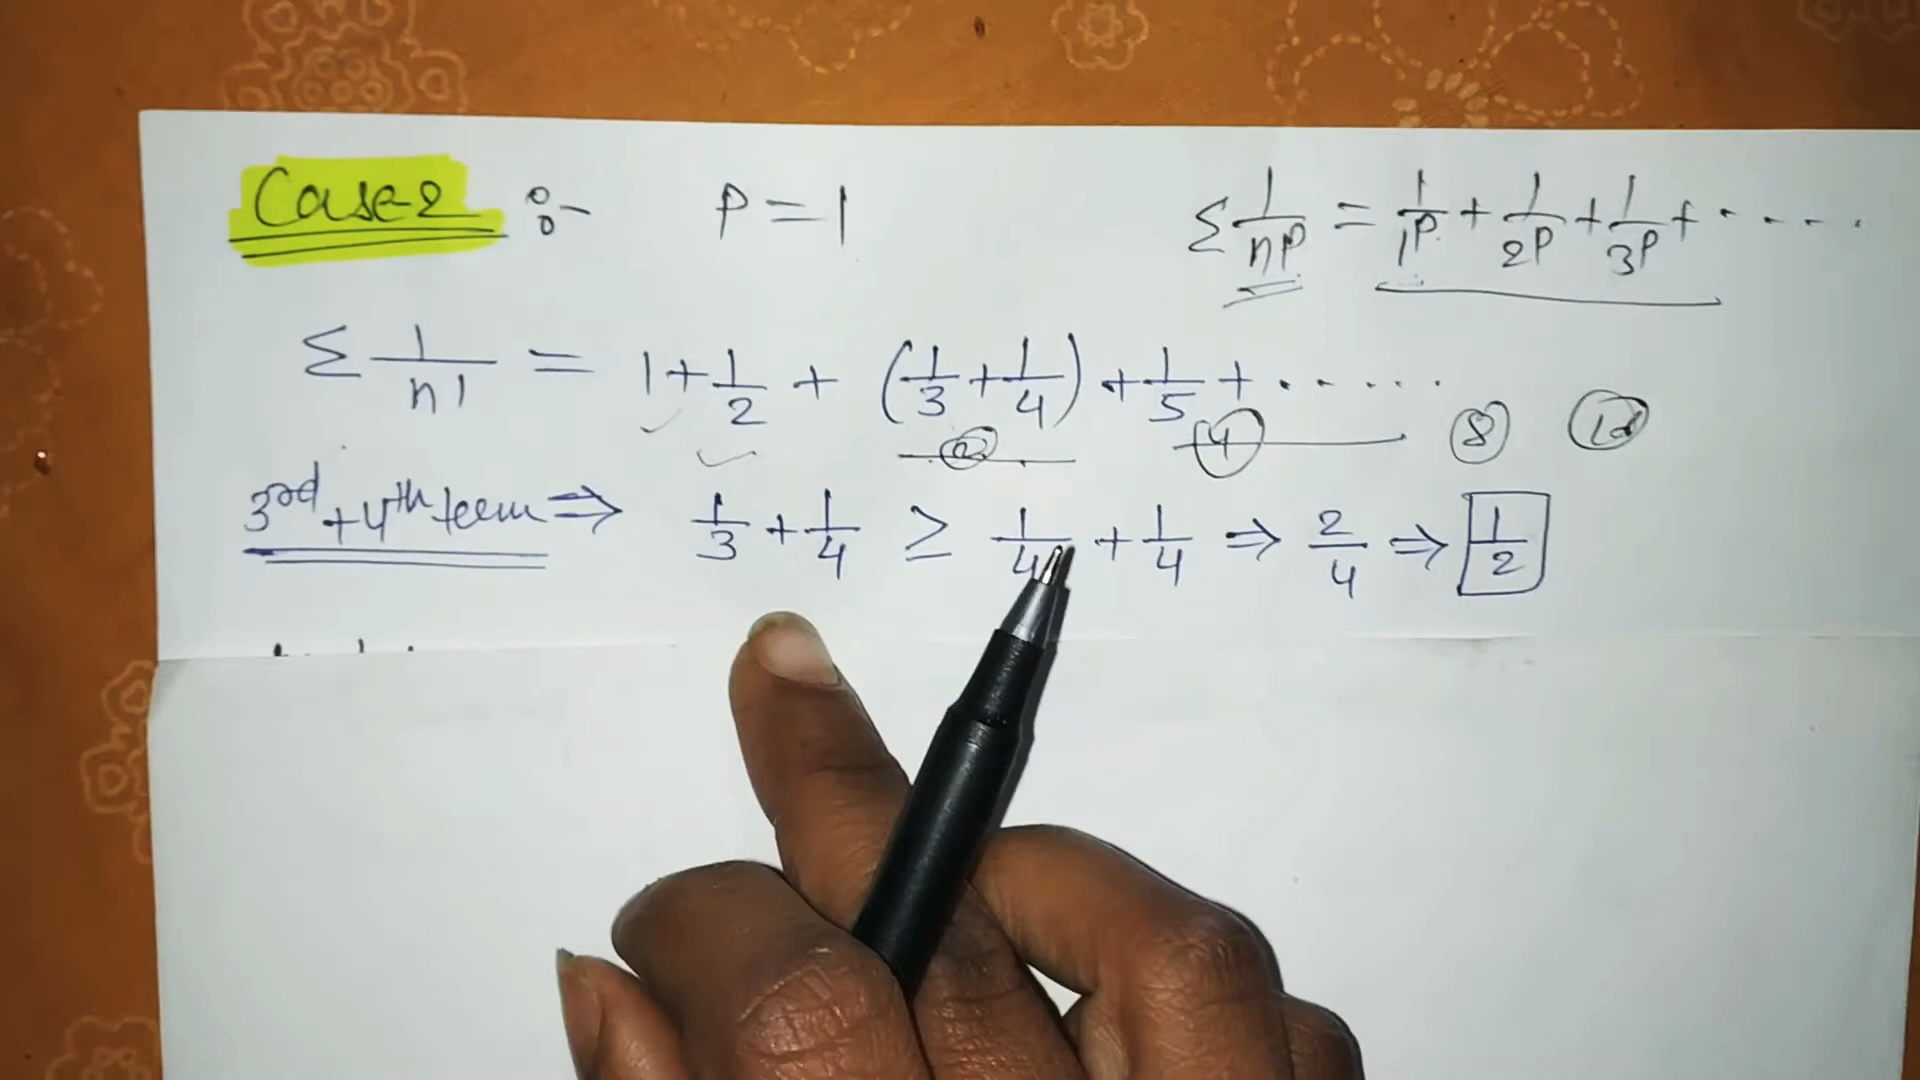 Case 2 :- P = 1
Σ 1/n^p = 1/1^p + 1/2^p + 1/3^p + .....
Σ 1/n^1 = 1 + 1/2 + (1/3 + 1/4) + 1/5 + ......
② ④ ⑧
3rd + 4th term ⇒ 1/3 + 1/4 ≥ 1/4 + 1/4 ⇒ 2/4 ⇒ 1/2